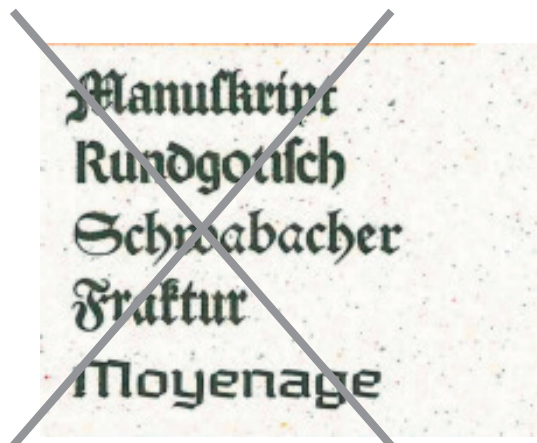 Manuſkript
Rundgotiſch
Schwabacher
Fraktur
Moyenage